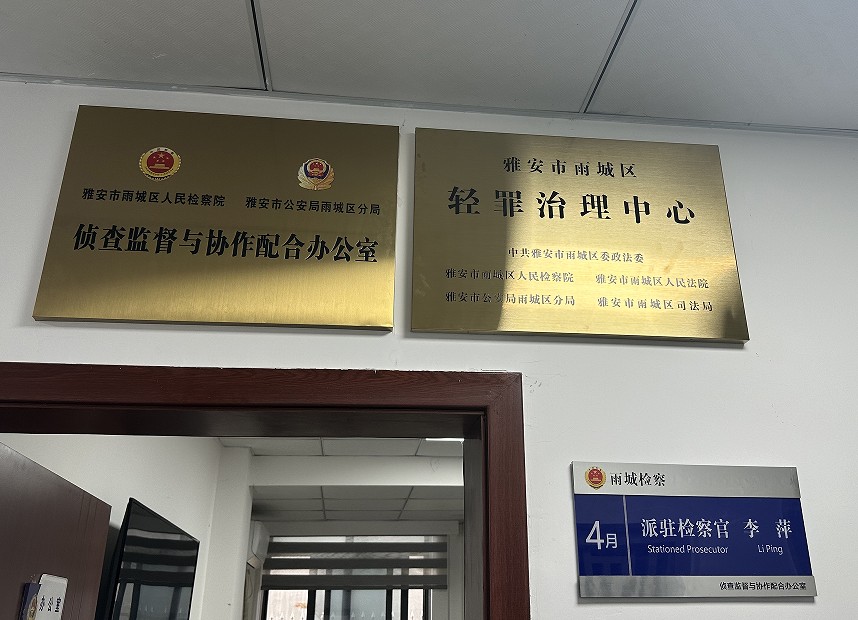 雅安市雨城区人民检察院 雅安市公安局雨城区分局
侦查监督与协作配合办公室
雅安市雨城区
轻罪治理中心
中共雅安市雨城区委政法委
雅安市雨城区人民检察院 雅安市雨城区人民法院
雅安市公安局雨城区分局 雅安市雨城区司法局
雨城检察
4月 派驻检察官 李萍
Stationed Prosecutor Li Ping
侦查监督与协作配合办公室
办公室